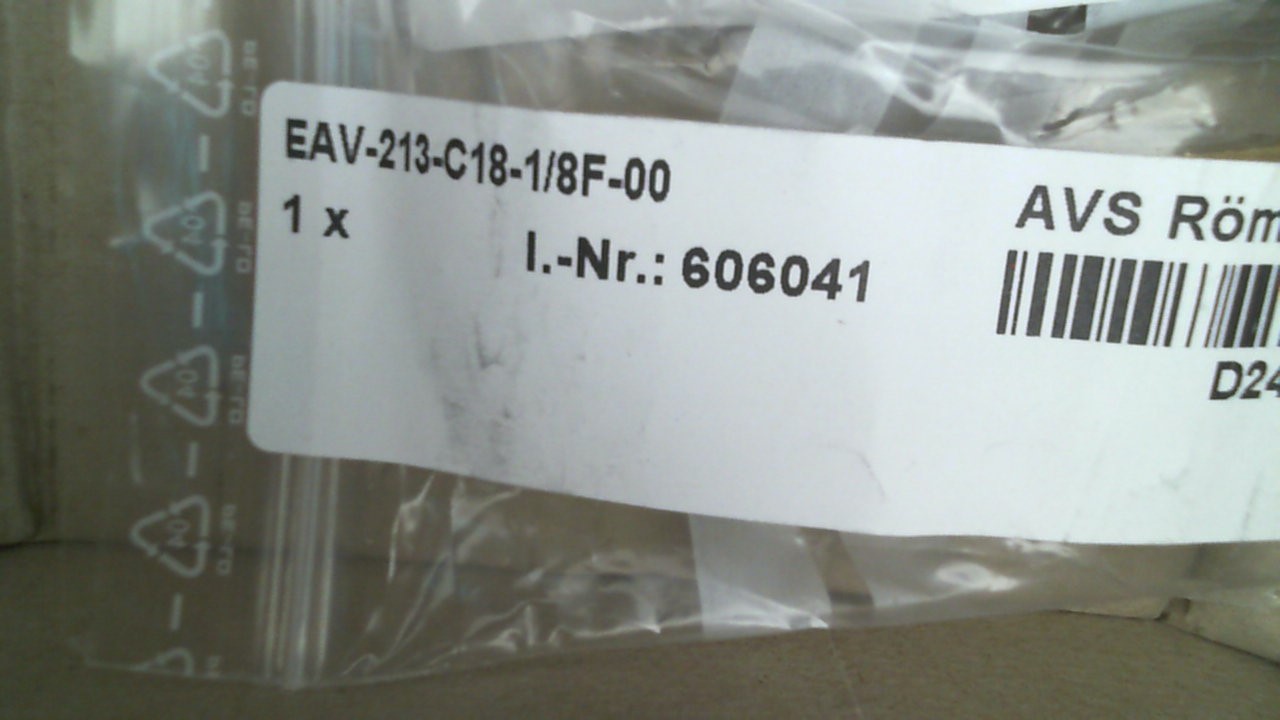 EAV-213-C18-1/8F-00
1 x
I.-Nr.: 606041
AVS Röm
D24